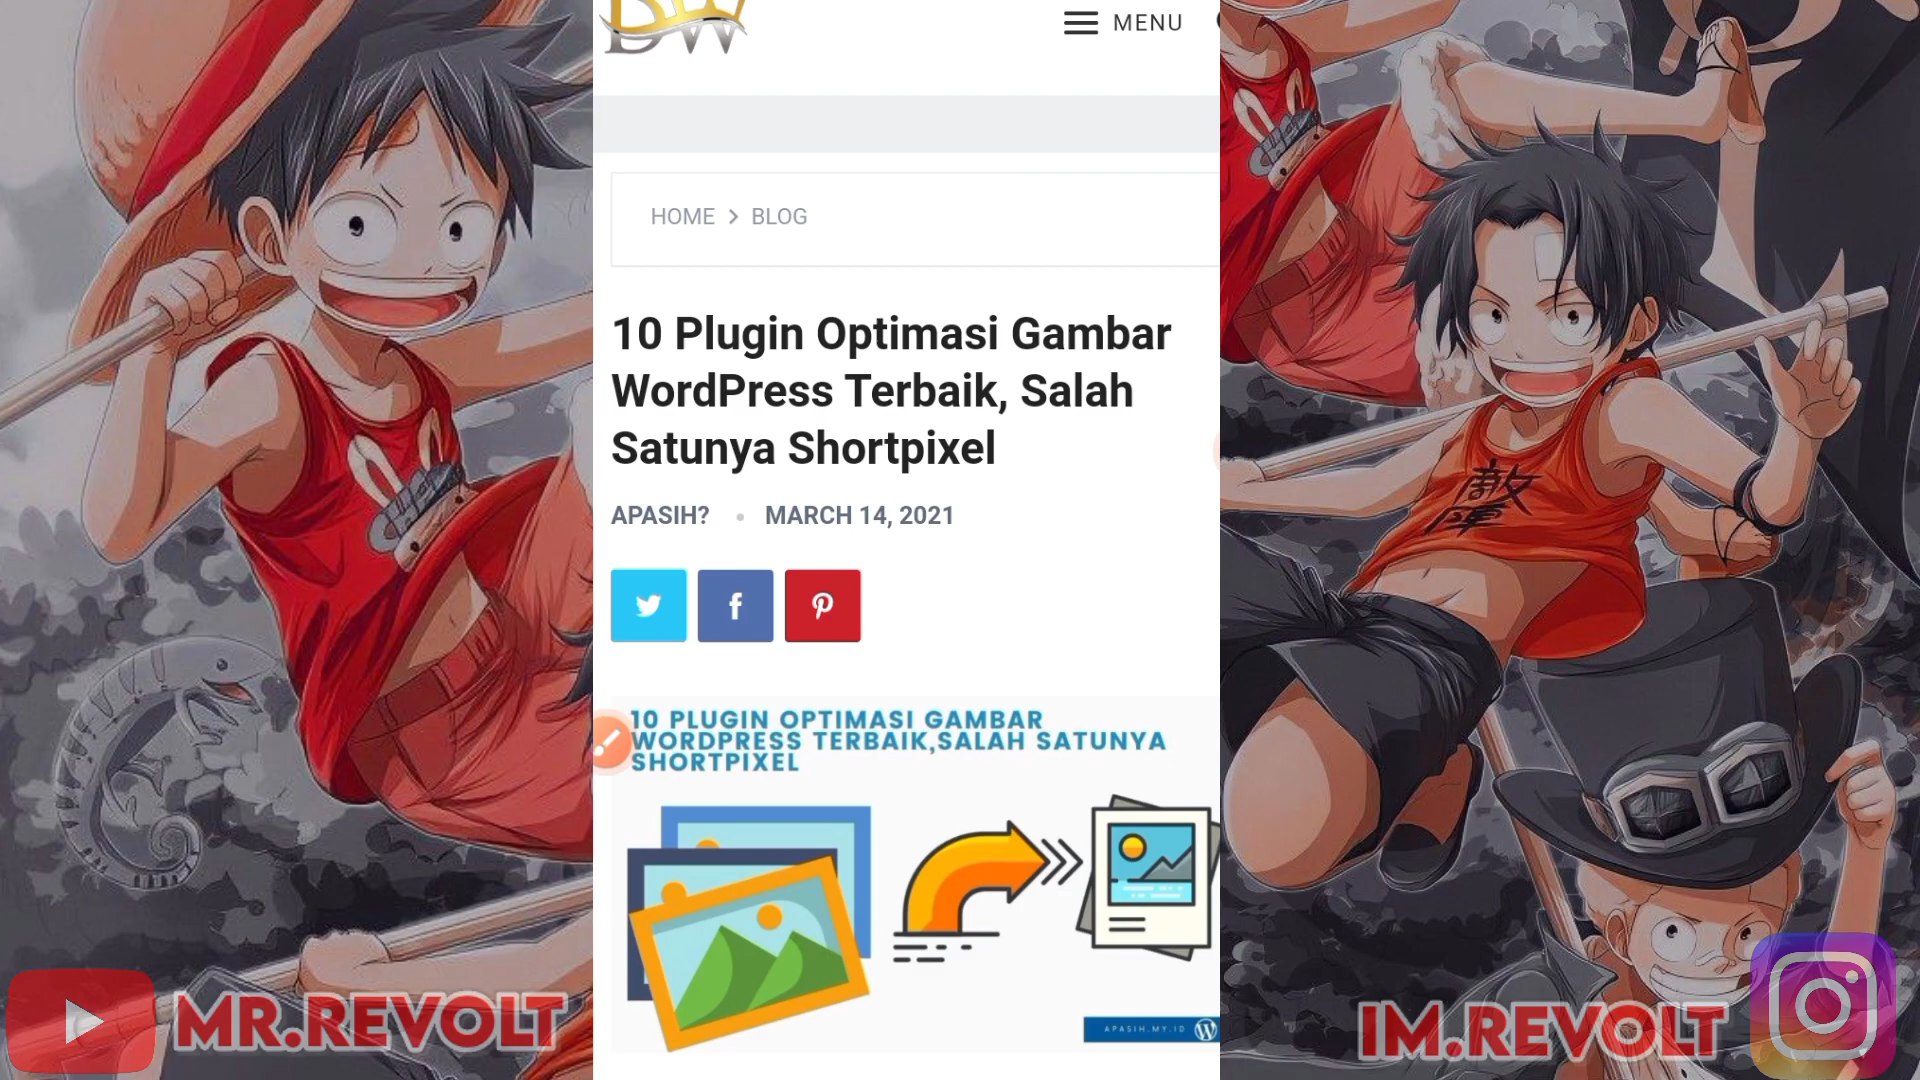 DW
MENU
HOME > BLOG
10 Plugin Optimasi Gambar
WordPress Terbaik, Salah
Satunya Shortpixel
APASIH? • MARCH 14, 2021
10 PLUGIN OPTIMASI GAMBAR
WORDPRESS TERBAIK,SALAH SATUNYA
SHORTPIXEL
APASIH.MY.ID
MR.REVOLT
IM.REVOLT